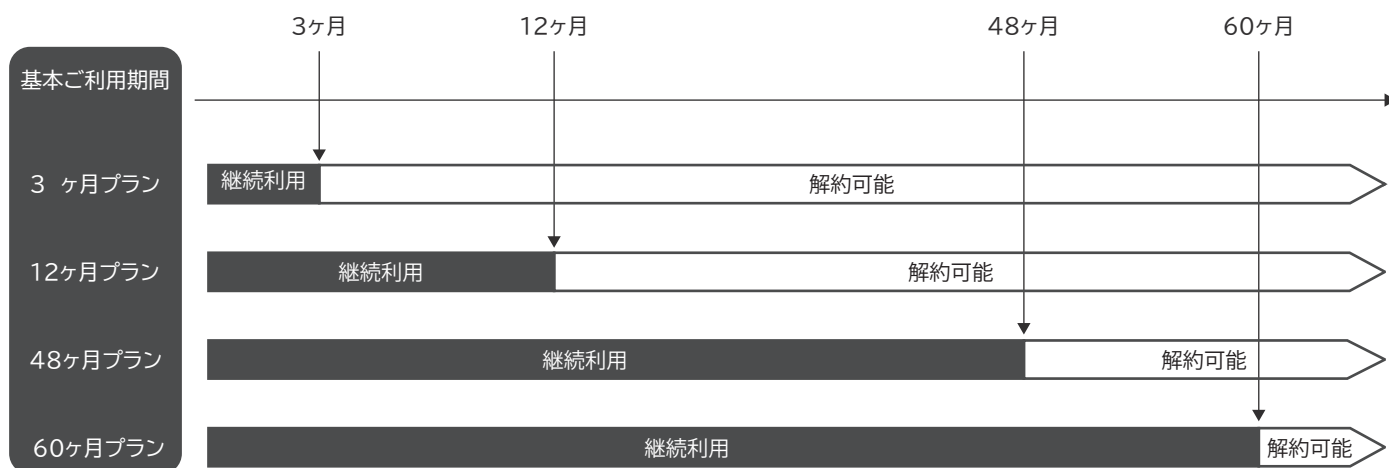 3ヶ月
12ヶ月
48ヶ月
60ヶ月
基本ご利用期間
3 ヶ月プラン
継続利用
解約可能
12ヶ月プラン
継続利用
解約可能
48ヶ月プラン
継続利用
解約可能
60ヶ月プラン
継続利用
解約可能